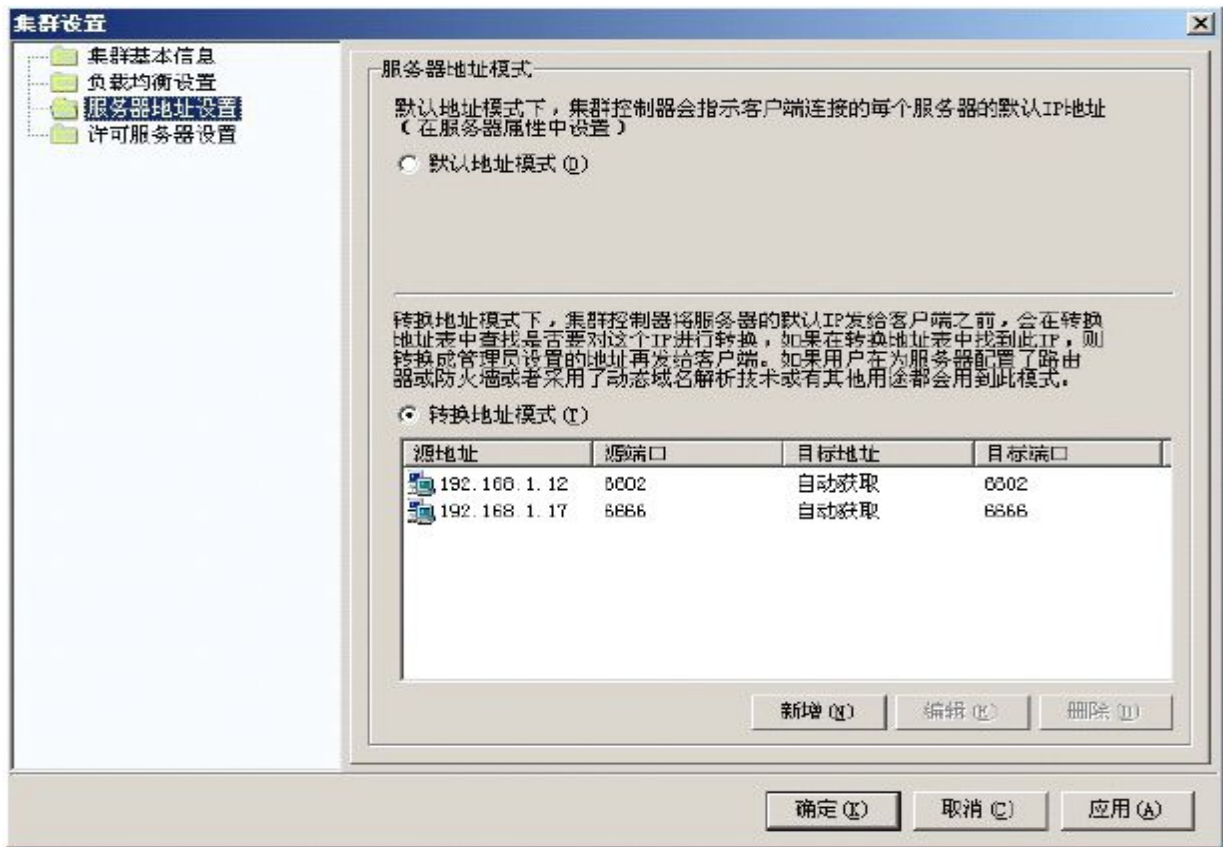 集群设置
集群基本信息
负载均衡设置
服务器地址设置
许可服务器设置
服务器地址模式
默认地址模式下，集群控制器会指示客户端连接的每个服务器的默认IP地址
（在服务器属性中设置）
默认地址模式(D)
转换地址模式下，集群控制器将服务器的默认IP发给客户端之前，会在转换
地址表中查找是否要对这个IP进行转换，如果在转换地址表中找到此IP，则
转换成管理员设置的地址再发给客户端。如果用户在为服务器配置了路由
器或防火墙或者采用了动态域名解析技术或有其他用途都会用到此模式。
转换地址模式(T)
源地址 源端口 目标地址 目标端口
192.168.1.12 6602 自动获取 6602
192.168.1.17 6666 自动获取 6666
新增(N) 编辑(E) 删除(D)
确定(K) 取消(C) 应用(A)